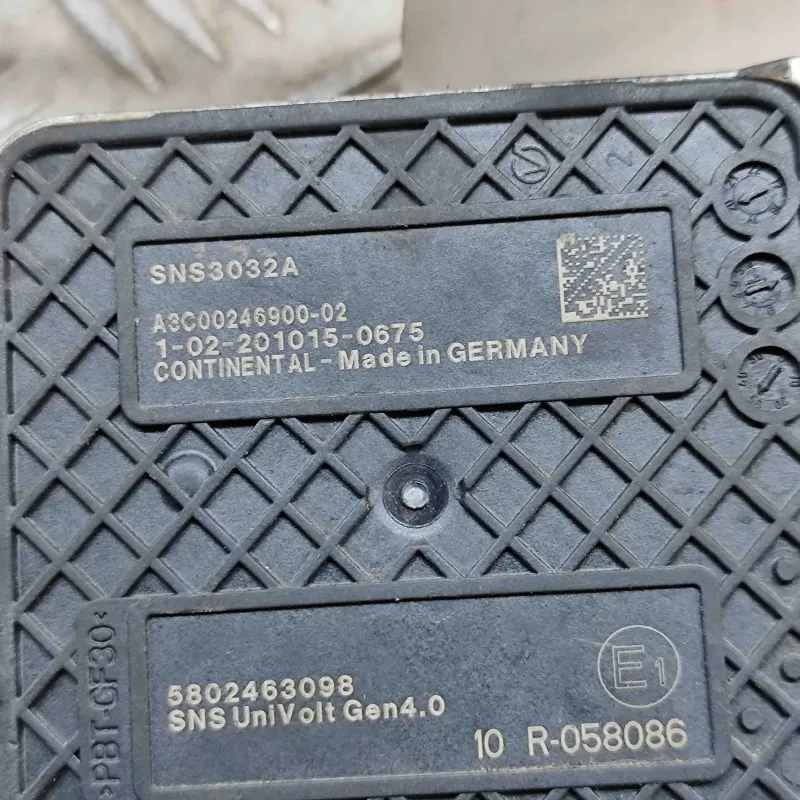 SNS3032A
A3C00246900-02
1-02-201015-0675
CONTINENTAL - Made in GERMANY
>PBT-GF30<
5802463098
SNS UniVolt Gen4.0
E1
10 R-058086